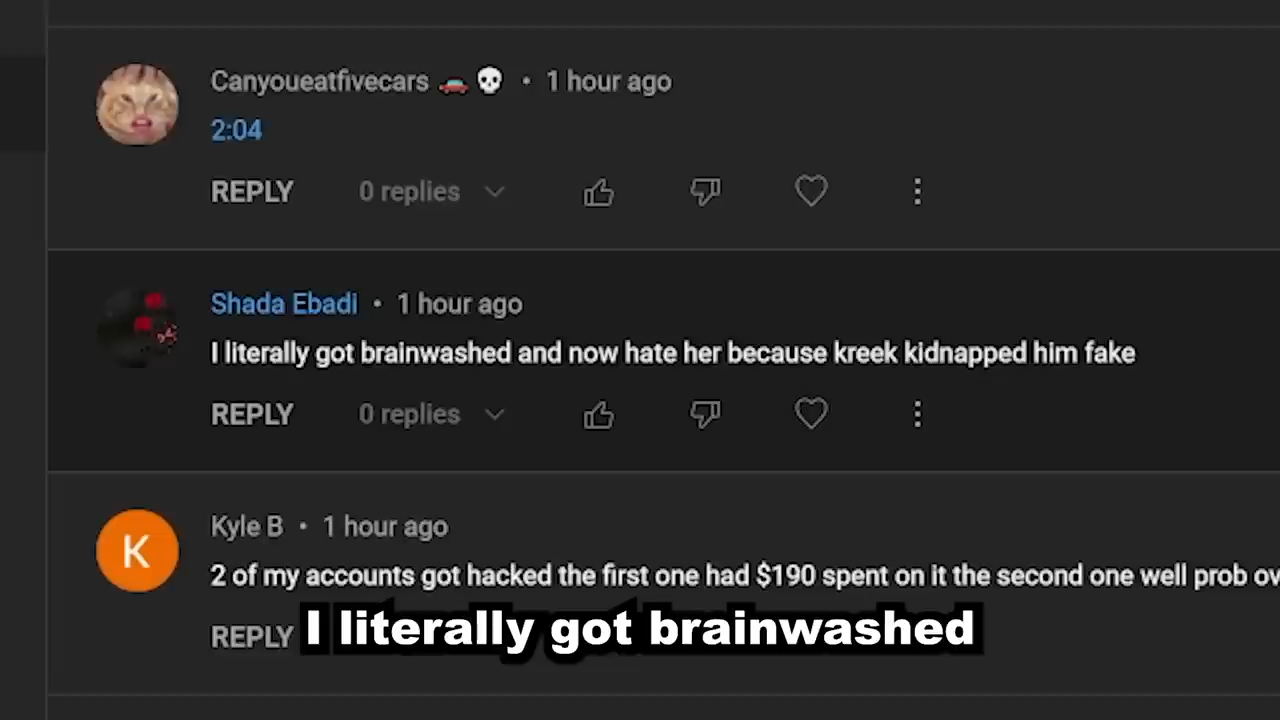 Canyoueatfivecars 🚗 💀 • 1 hour ago
2:04
REPLY 0 replies
Shada Ebadi • 1 hour ago
I literally got brainwashed and now hate her because kreek kidnapped him fake
REPLY 0 replies
K
Kyle B • 1 hour ago
2 of my accounts got hacked the first one had $190 spent on it the second one well prob ov
REPLY
I literally got brainwashed